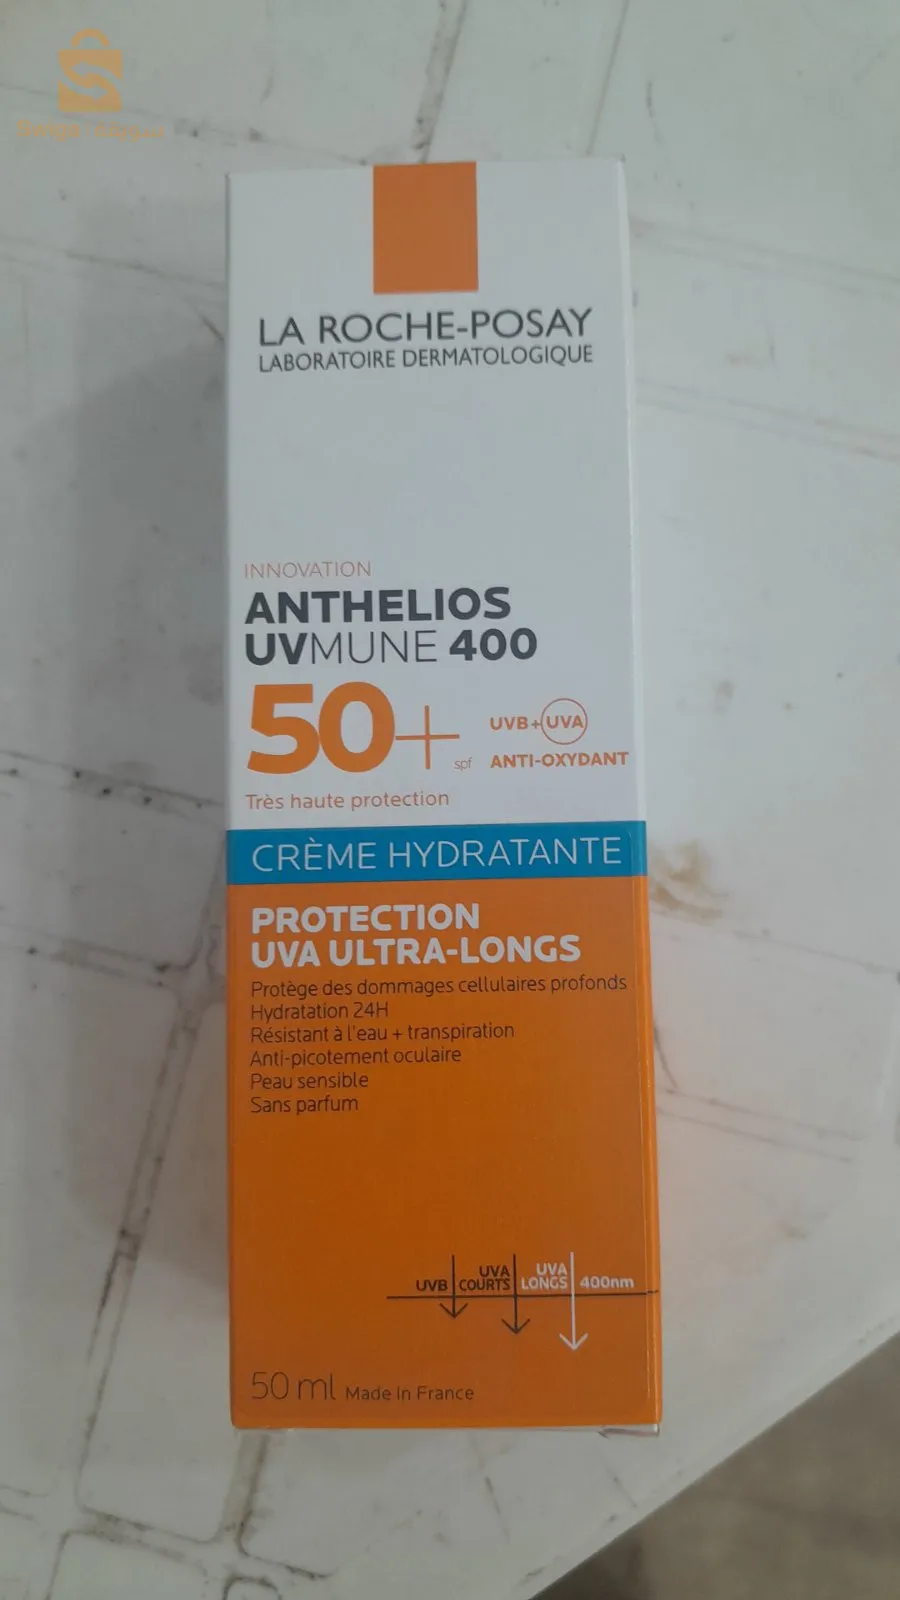 LA ROCHE-POSAY
LABORATOIRE DERMATOLOGIQUE
INNOVATION
ANTHELIOS
UVMUNE 400
50+ spf
UVB+UVA
ANTI-OXYDANT
Très haute protection
CRÈME HYDRATANTE
PROTECTION
UVA ULTRA-LONGS
Protège des dommages cellulaires profonds
Hydratation 24H
Résistant à l'eau + transpiration
Anti-picotement oculaire
Peau sensible
Sans parfum
UVB UVA COURTS UVA LONGS 400nm
50 ml Made In France